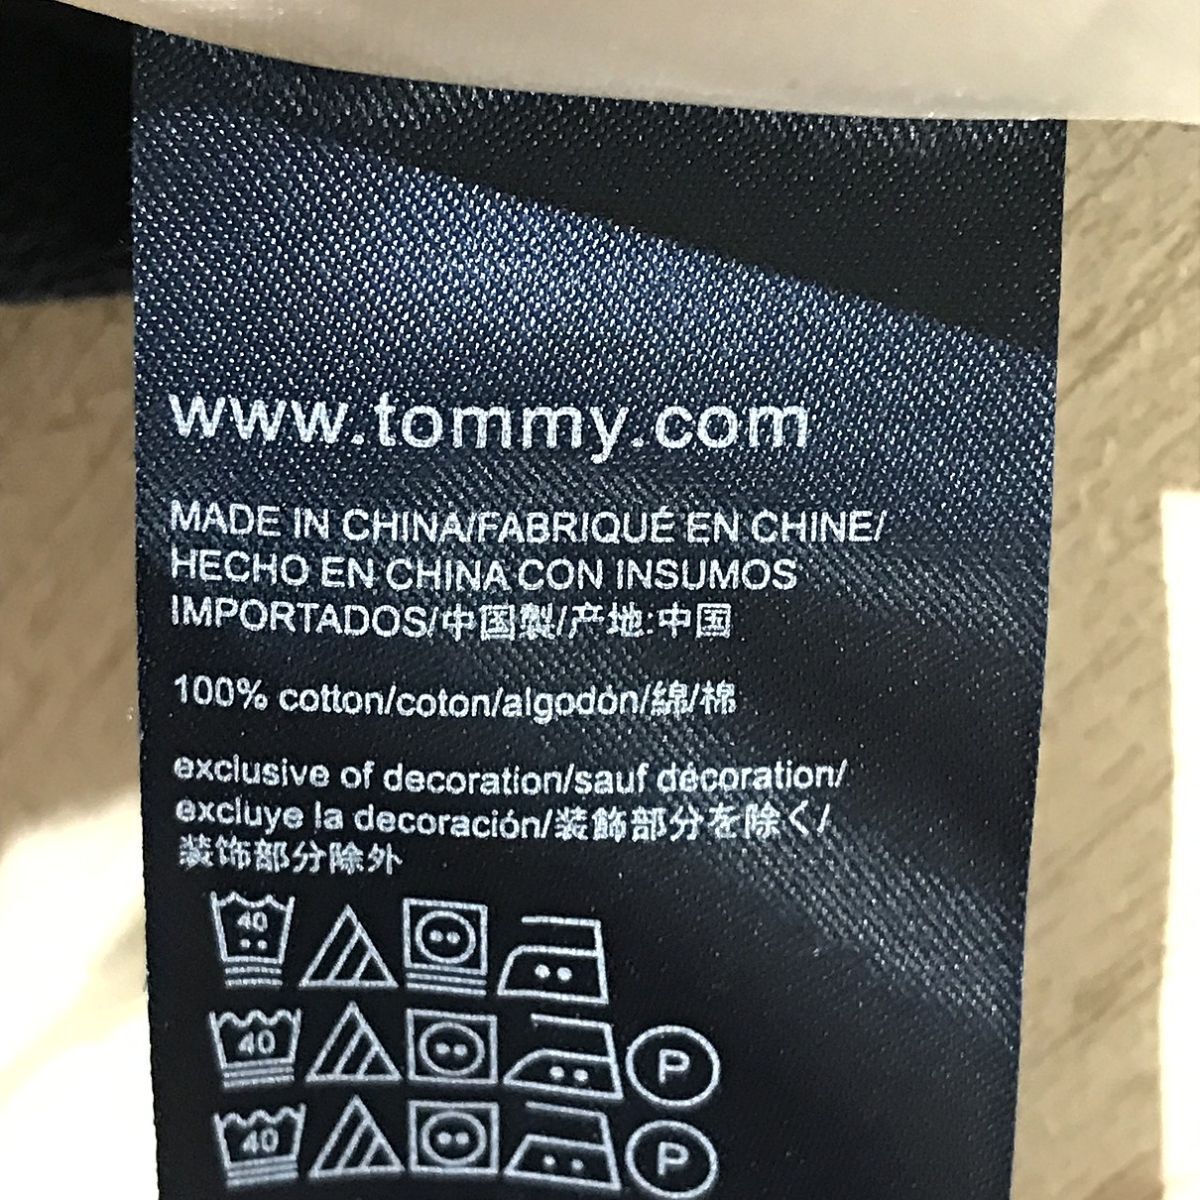 www.tommy.com
MADE IN CHINA/FABRIQUÉ EN CHINE/
HECHO EN CHINA CON INSUMOS
IMPORTADOS/中国製/产地:中国
100% cotton/coton/algodón/綿/棉
exclusive of decoration/sauf décoration/
excluye la decoración/装飾部分を除く/
装饰部分除外
40
40 P
40 P